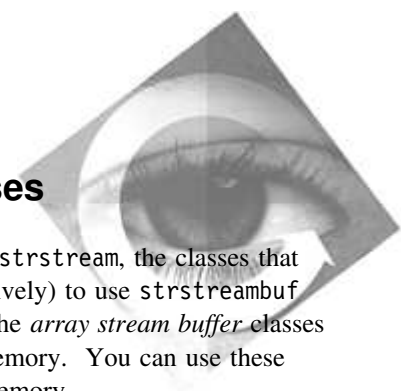 ses
strstream, the classes that
vely) to use strstreambuf
he array stream buffer classes
emory. You can use these
emory.